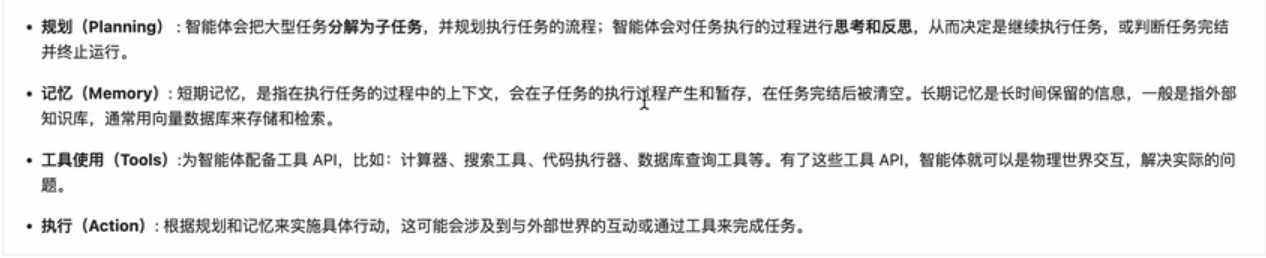 • 规划（Planning）：智能体会把大型任务分解为子任务，并规划执行任务的流程；智能体会对任务执行的过程进行思考和反思，从而决定是继续执行任务，或判断任务完结
并终止运行。
• 记忆（Memory）：短期记忆，是指在执行任务的过程中的上下文，会在子任务的执行过程产生和暂存，在任务完结后被清空。长期记忆是长时间保留的信息，一般是指外部
知识库，通常用向量数据库来存储和检索。
• 工具使用（Tools）:为智能体配备工具 API，比如：计算器、搜索工具、代码执行器、数据库查询工具等。有了这些工具 API，智能体就可以是物理世界交互，解决实际的问
题。
• 执行（Action）：根据规划和记忆来实施具体行动，这可能会涉及到与外部世界的互动或通过工具来完成任务。